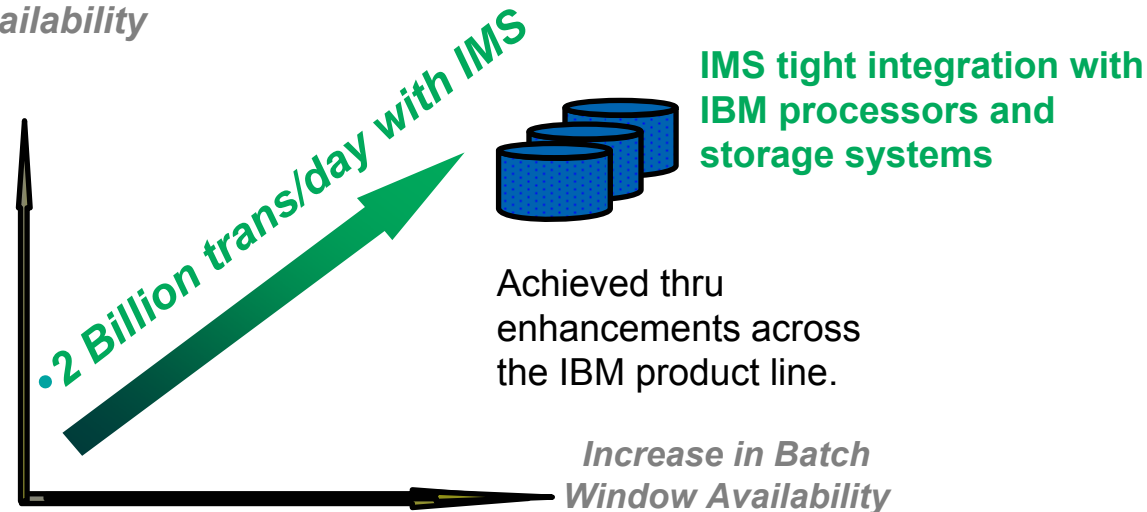 •2 Billion trans/day with IMS
IMS tight integration with
IBM processors and
storage systems
Achieved thru
enhancements across
the IBM product line.
Increase in Batch
Window Availability